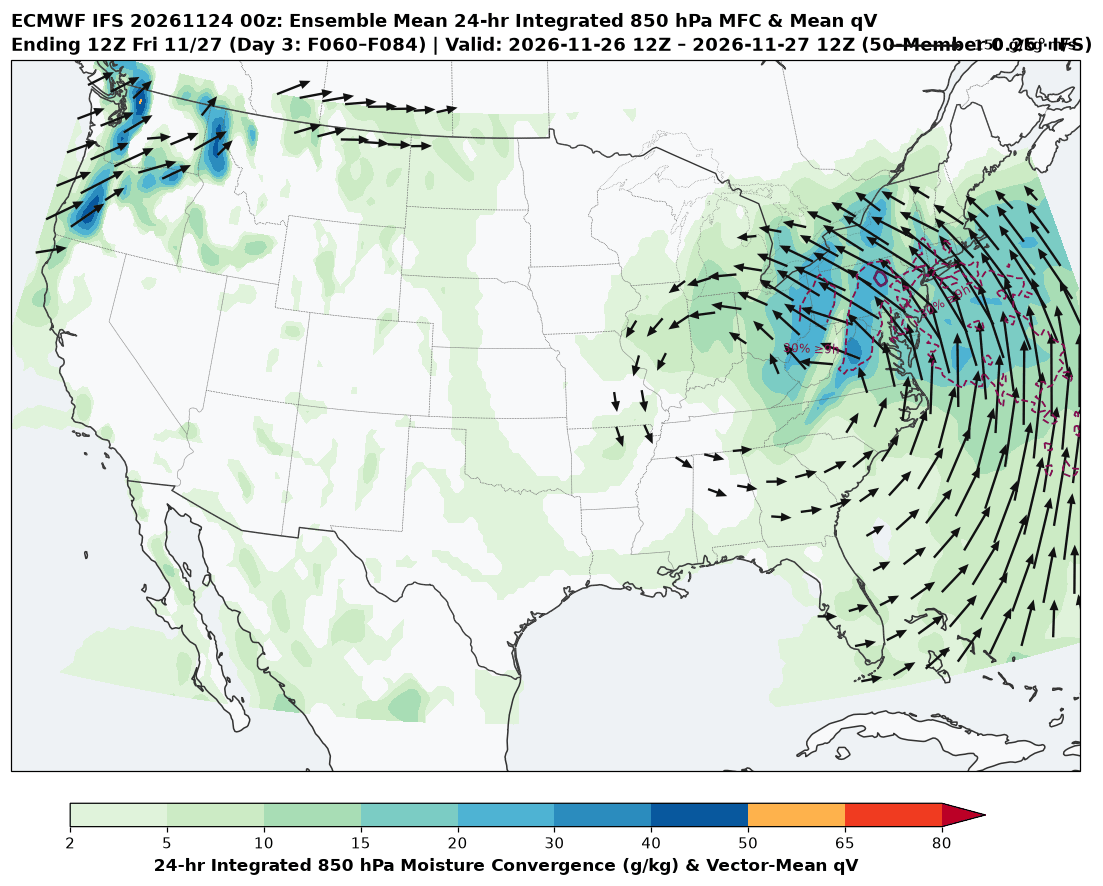 ECMWF IFS 20261124 00z: Ensemble Mean 24-hr Integrated 850 hPa MFC & Mean qV
Ending 12Z Fri 11/27 (Day 3: F060–F084) | Valid: 2026-11-26 12Z – 2026-11-27 12Z (50-Member 0.25° IFS)
30% ≥3h
2 5 10 15 20 30 40 50 65 80
24-hr Integrated 850 hPa Moisture Convergence (g/kg) & Vector-Mean qV